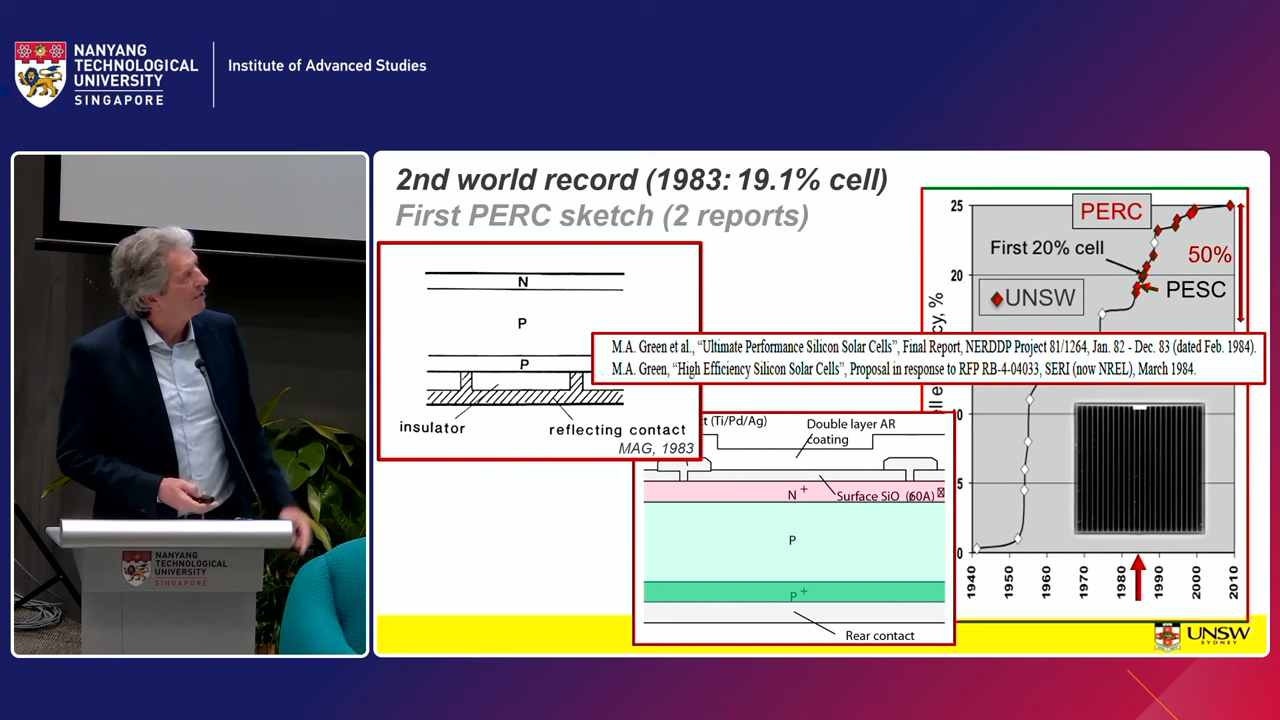 NANYANG
TECHNOLOGICAL
UNIVERSITY
SINGAPORE
Institute of Advanced Studies
2nd world record (1983: 19.1% cell)
First PERC sketch (2 reports)
N
P
P
insulator
reflecting contact
MAG, 1983
M.A. Green et al., “Ultimate Performance Silicon Solar Cells”, Final Report, NERDDP Project 81/1264, Jan. 82 - Dec. 83 (dated Feb. 1984).
M.A. Green, “High Efficiency Silicon Solar Cells”, Proposal in response to RFP RB-4-04033, SERI (now NREL), March 1984.
t (Ti/Pd/Ag)
Double layer AR
coating
N +
Surface SiO (60A)
P
P +
Rear contact
25
PERC
First 20% cell
50%
20
PESC
UNSW
cy, %
ell e
0
5
0
1940
1950
1960
1970
1980
1990
2000
2010
UNSW
SYDNEY
NANYANG
TECHNOLOGICAL
UNIVERSITY
SINGAPORE